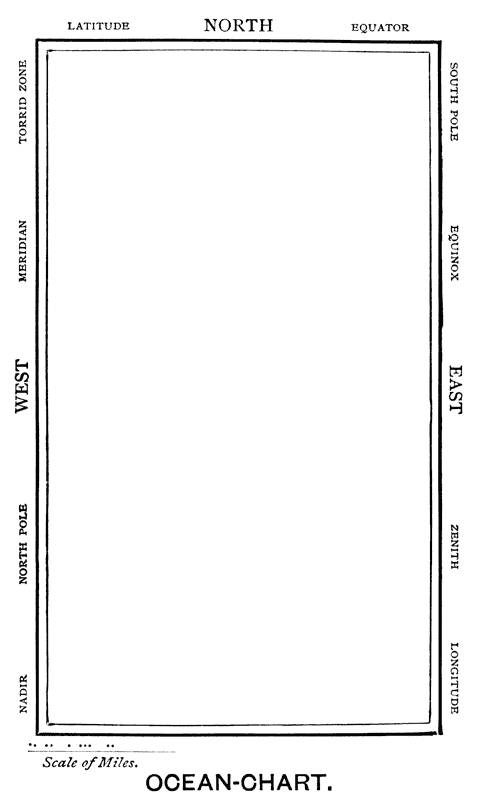 LATITUDE NORTH EQUATOR
TORRID ZONE
MERIDIAN
WEST
NORTH POLE
NADIR
SOUTH POLE
EQUINOX
EAST
ZENITH
LONGITUDE
Scale of Miles.
OCEAN-CHART.